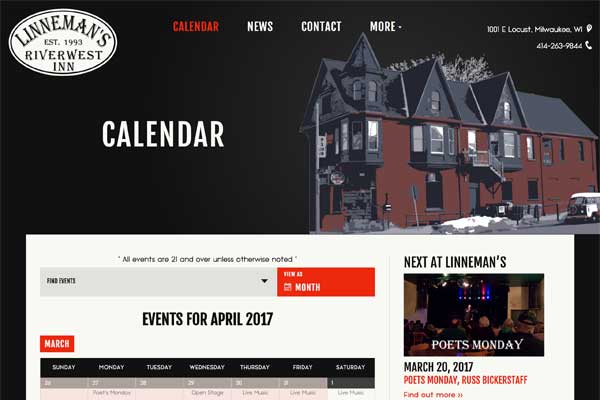 LINNEMAN'S
EST. 1993
RIVERWEST
INN
CALENDAR NEWS CONTACT MORE
1001 E Locust, Milwaukee, WI
414-263-9844
CALENDAR
* All events are 21 and over unless otherwise noted *
FIND EVENTS
VIEW AS
MONTH
EVENTS FOR APRIL 2017
MARCH
SUNDAY MONDAY TUESDAY WEDNESDAY THURSDAY FRIDAY SATURDAY
26 27 28 29 30 31 1
Poet's Monday Open Stage Live Music Live Music Live Music
NEXT AT LINNEMAN'S
POETS MONDAY
MARCH 20, 2017
POETS MONDAY, RUSS BICKERSTAFF
Find out more >>